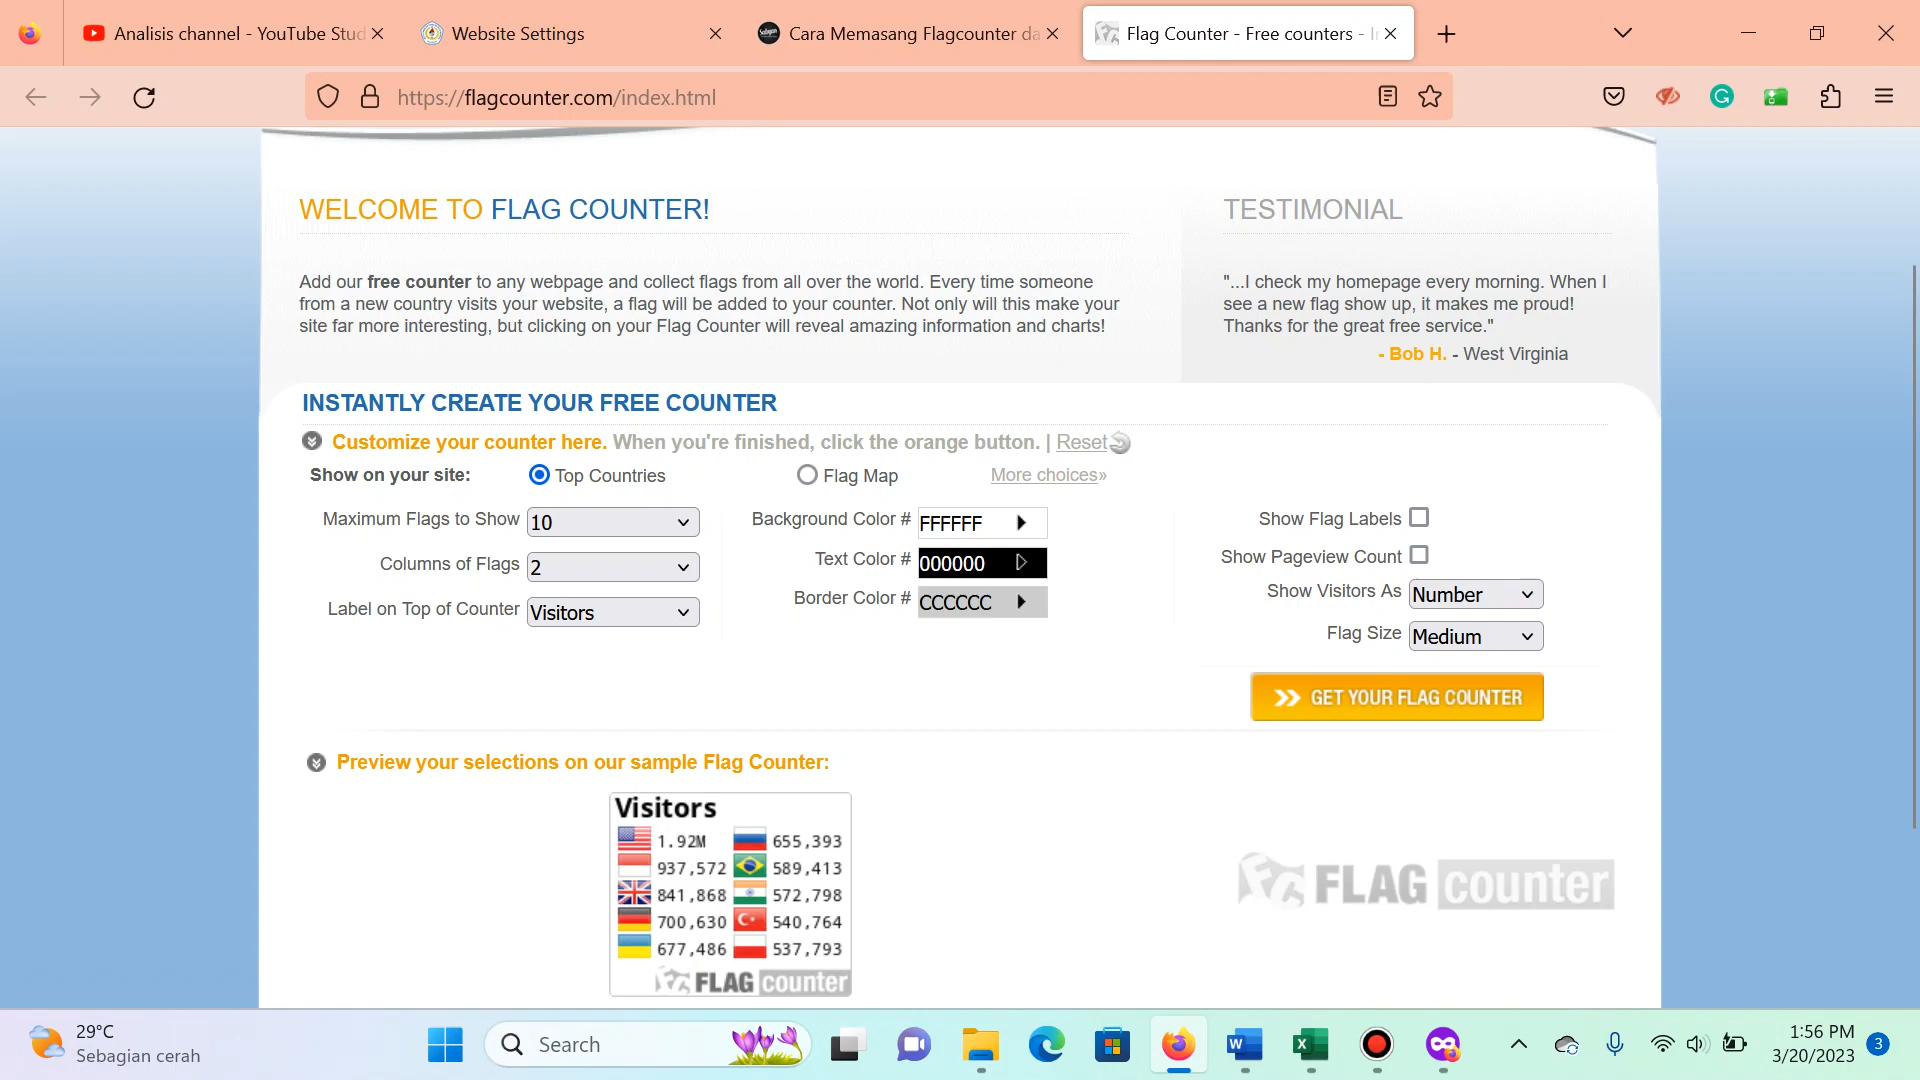 Analisis channel - YouTube Stud
Website Settings
Cara Memasang Flagcounter da
Flag Counter - Free counters - I
https://flagcounter.com/index.html
WELCOME TO FLAG COUNTER!
Add our free counter to any webpage and collect flags from all over the world. Every time someone
from a new country visits your website, a flag will be added to your counter. Not only will this make your
site far more interesting, but clicking on your Flag Counter will reveal amazing information and charts!
TESTIMONIAL
"...I check my homepage every morning. When I
see a new flag show up, it makes me proud!
Thanks for the great free service."
- Bob H. - West Virginia
INSTANTLY CREATE YOUR FREE COUNTER
Customize your counter here. When you're finished, click the orange button. | Reset
Show on your site: Top Countries Flag Map More choices»
Maximum Flags to Show 10
Columns of Flags 2
Label on Top of Counter Visitors
Background Color # FFFFFF
Text Color # 000000
Border Color # CCCCCC
Show Flag Labels
Show Pageview Count
Show Visitors As Number
Flag Size Medium
GET YOUR FLAG COUNTER
Preview your selections on our sample Flag Counter:
Visitors
1.92M 655,393
937,572 589,413
841,868 572,798
700,630 540,764
677,486 537,793
FLAG counter
FLAG counter
29°C
Sebagian cerah
Search
1:56 PM
3/20/2023
3